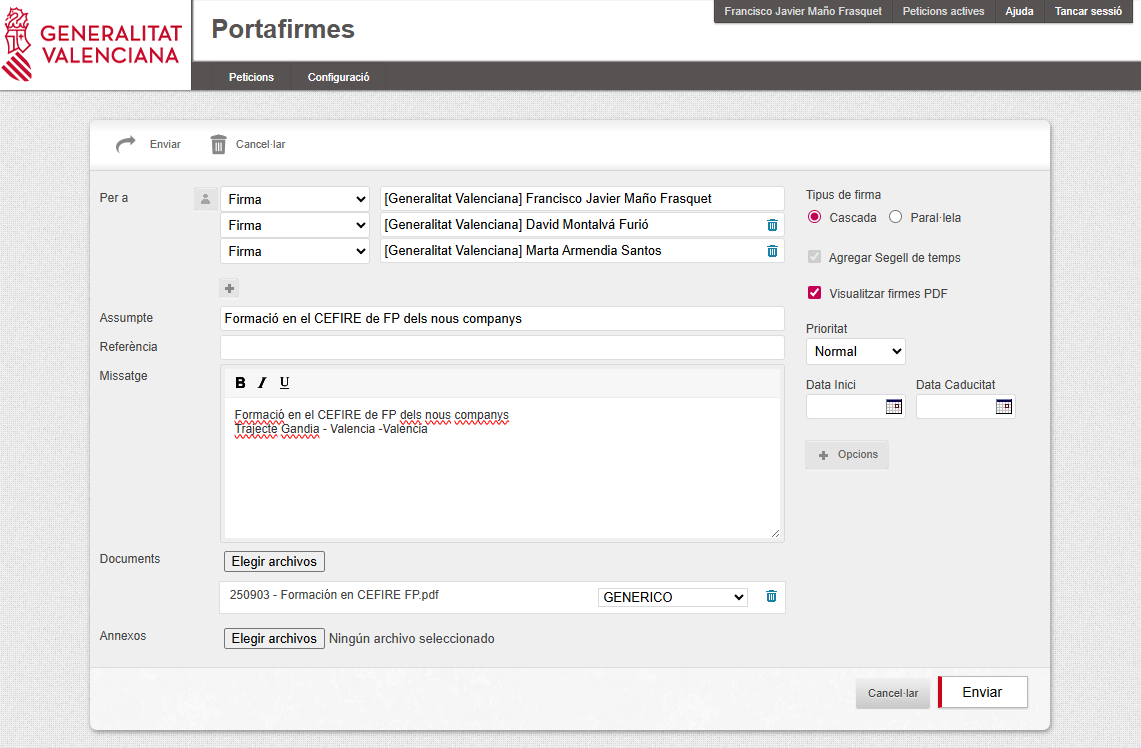 GENERALITAT
VALENCIANA
Portafirmes
Francisco Javier Maño Frasquet
Peticions actives
Ajuda
Tancar sessió
Peticions
Configuració
Enviar
Cancel·lar
Per a
Firma
[Generalitat Valenciana] Francisco Javier Maño Frasquet
Firma
[Generalitat Valenciana] David Montalvá Furió
Firma
[Generalitat Valenciana] Marta Armendia Santos
Tipus de firma
Cascada
Paral·lela
Agregar Segell de temps
Visualitzar firmes PDF
Assumpte
Formació en el CEFIRE de FP dels nous companys
Referència
Missatge
B I U
Formació en el CEFIRE de FP dels nous companys
Trajecte Gandia - Valencia -Valencia
Prioritat
Normal
Data Inici
Data Caducitat
Opcions
Documents
Elegir archivos
250903 - Formación en CEFIRE FP.pdf
GENERICO
Annexos
Elegir archivos
Ningún archivo seleccionado
Cancel·lar
Enviar